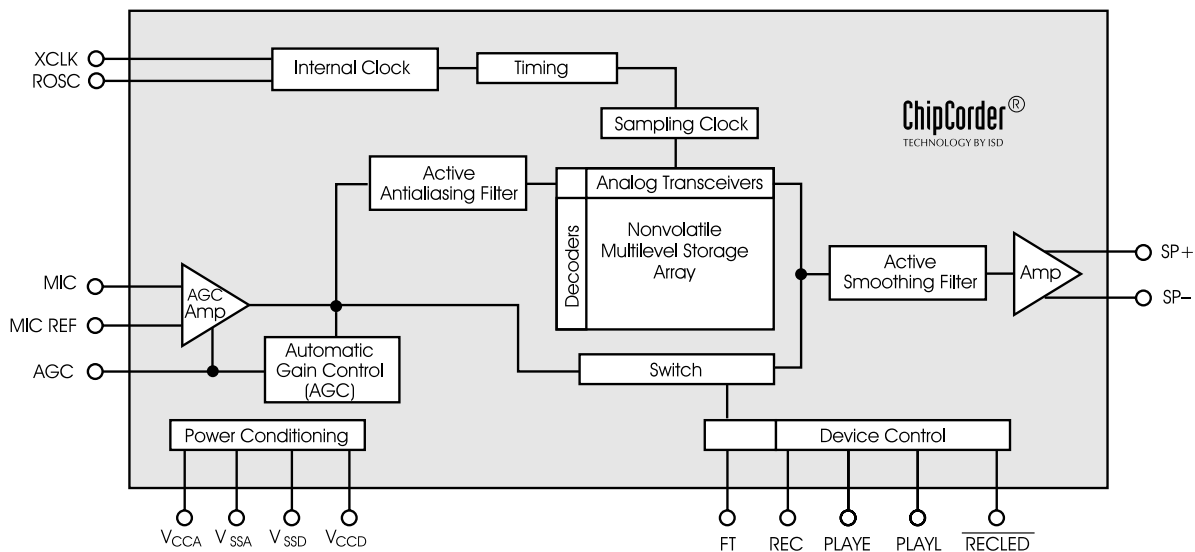 XCLK
ROSC
Internal Clock
Timing
Sampling Clock
ChipCorder®
TECHNOLOGY BY ISD
Active
Antialiasing Filter
Analog Transceivers
Decoders
Nonvolatile
Multilevel Storage
Array
MIC
MIC REF
AGC
AGC
Amp
Automatic
Gain Control
(AGC)
Active
Smoothing Filter
Amp
SP+
SP–
Switch
Power Conditioning
Device Control
VCCA
VSSA
VSSD
VCCD
FT
REC
PLAYE
PLAYL
RECLED